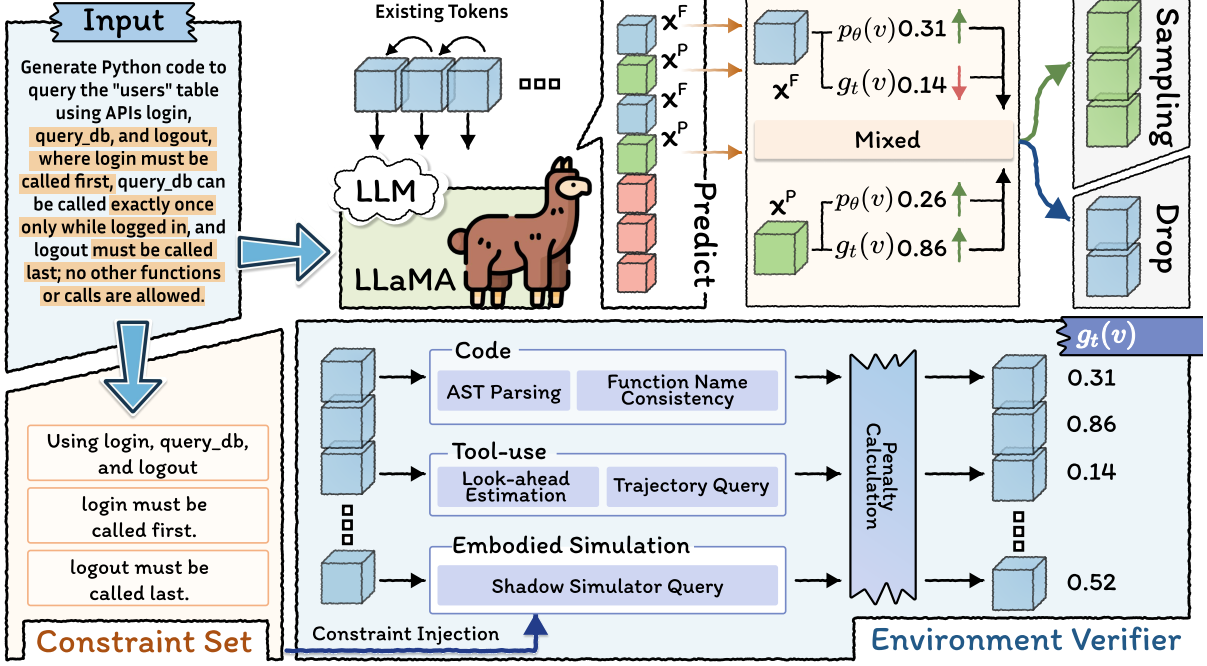 Input
Generate Python code to
query the "users" table
using APIs login,
query_db, and logout,
where login must be
called first, query_db can
be called exactly once
only while logged in, and
logout must be called
last; no other functions
or calls are allowed.
Existing Tokens
LLM
LLaMA
x^F
x^P
x^F
x^P
Predict
x^F
p_θ(v) 0.31
g_t(v) 0.14
Mixed
x^P
p_θ(v) 0.26
g_t(v) 0.86
Sampling
Drop
Using login, query_db,
and logout
login must be
called first.
logout must be
called last.
Constraint Set
Constraint Injection
Code
AST Parsing
Function Name
Consistency
Tool-use
Look-ahead
Estimation
Trajectory Query
Embodied Simulation
Shadow Simulator Query
Penalty
Calculation
g_t(v)
0.31
0.86
0.14
0.52
Environment Verifier